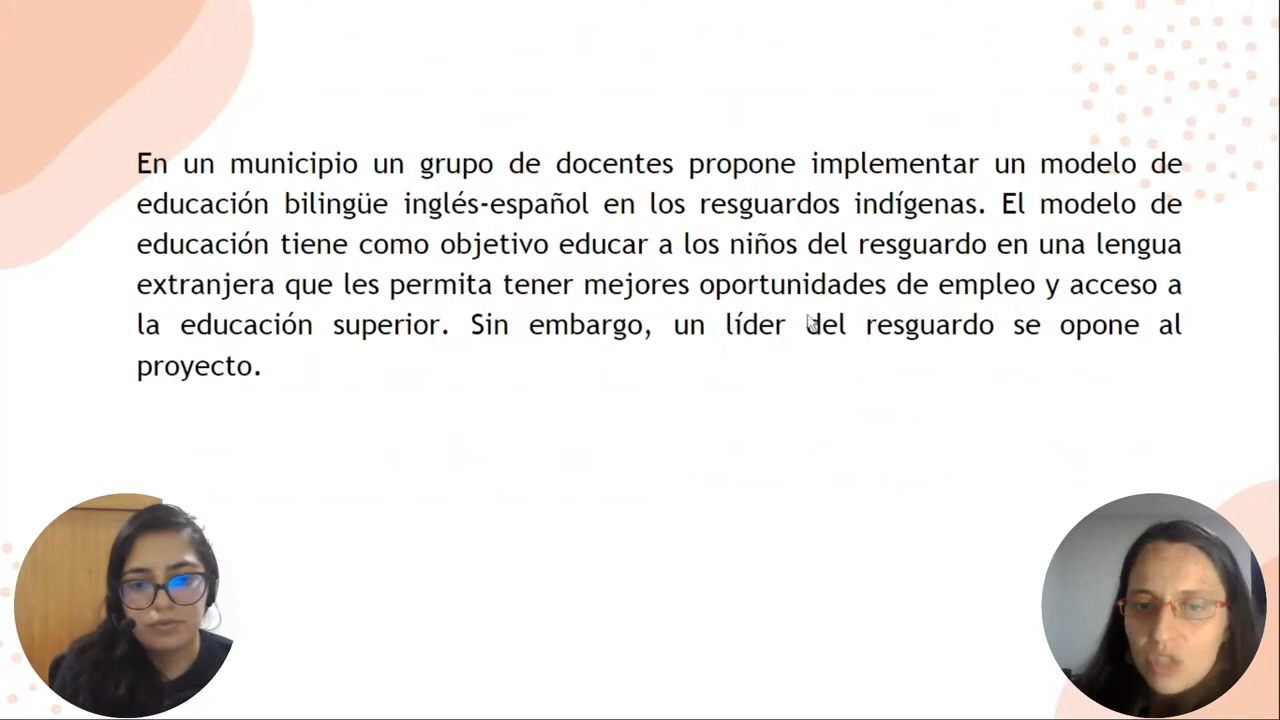 En un municipio un grupo de docentes propone implementar un modelo de
educación bilingüe inglés-español en los resguardos indígenas. El modelo de
educación tiene como objetivo educar a los niños del resguardo en una lengua
extranjera que les permita tener mejores oportunidades de empleo y acceso a
la educación superior. Sin embargo, un líder del resguardo se opone al
proyecto.